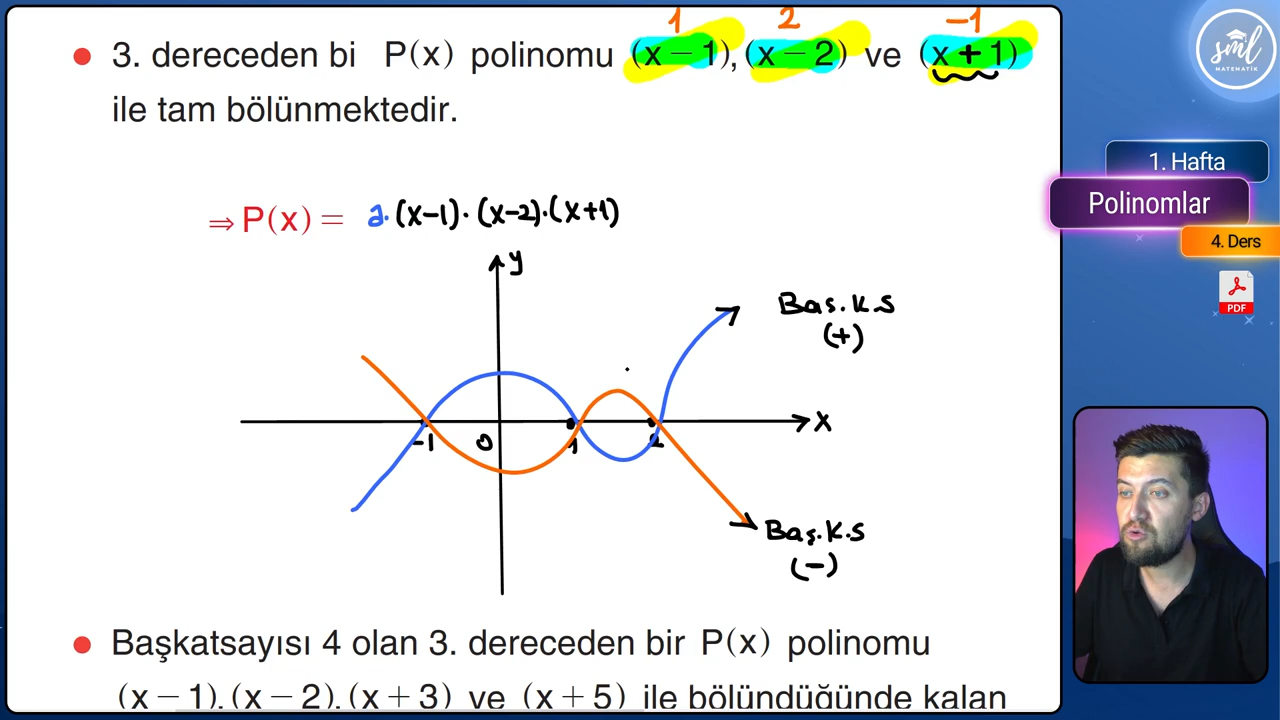 1 2 -1
• 3. dereceden bi P(x) polinomu (x − 1), (x − 2) ve (x + 1)
ile tam bölünmektedir.
⇒ P(x) = a·(x-1)·(x-2)·(x+1)
y
Baş.K.S
(+)
-1 0 1 2 x
Baş.K.S
(-)
• Başkatsayısı 4 olan 3. dereceden bir P(x) polinomu
(x − 1), (x − 2), (x + 3) ve (x + 5) ile bölündüğünde kalan
sml
MATEMATİK
1. Hafta
Polinomlar
4. Ders
PDF